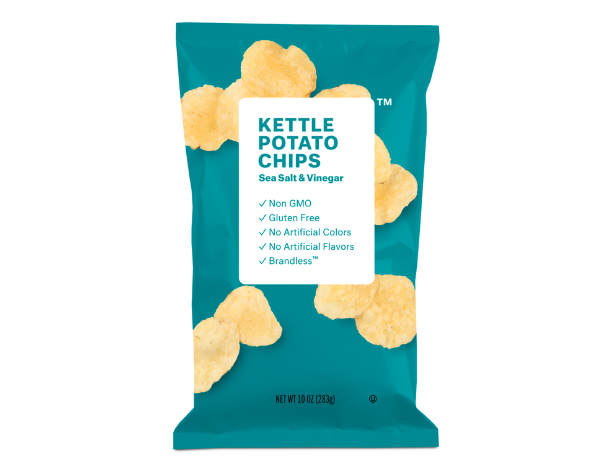 ™
KETTLE
POTATO
CHIPS
Sea Salt & Vinegar
✓ Non GMO
✓ Gluten Free
✓ No Artificial Colors
✓ No Artificial Flavors
✓ Brandless™
NET WT 10 OZ (283g) Ⓤ